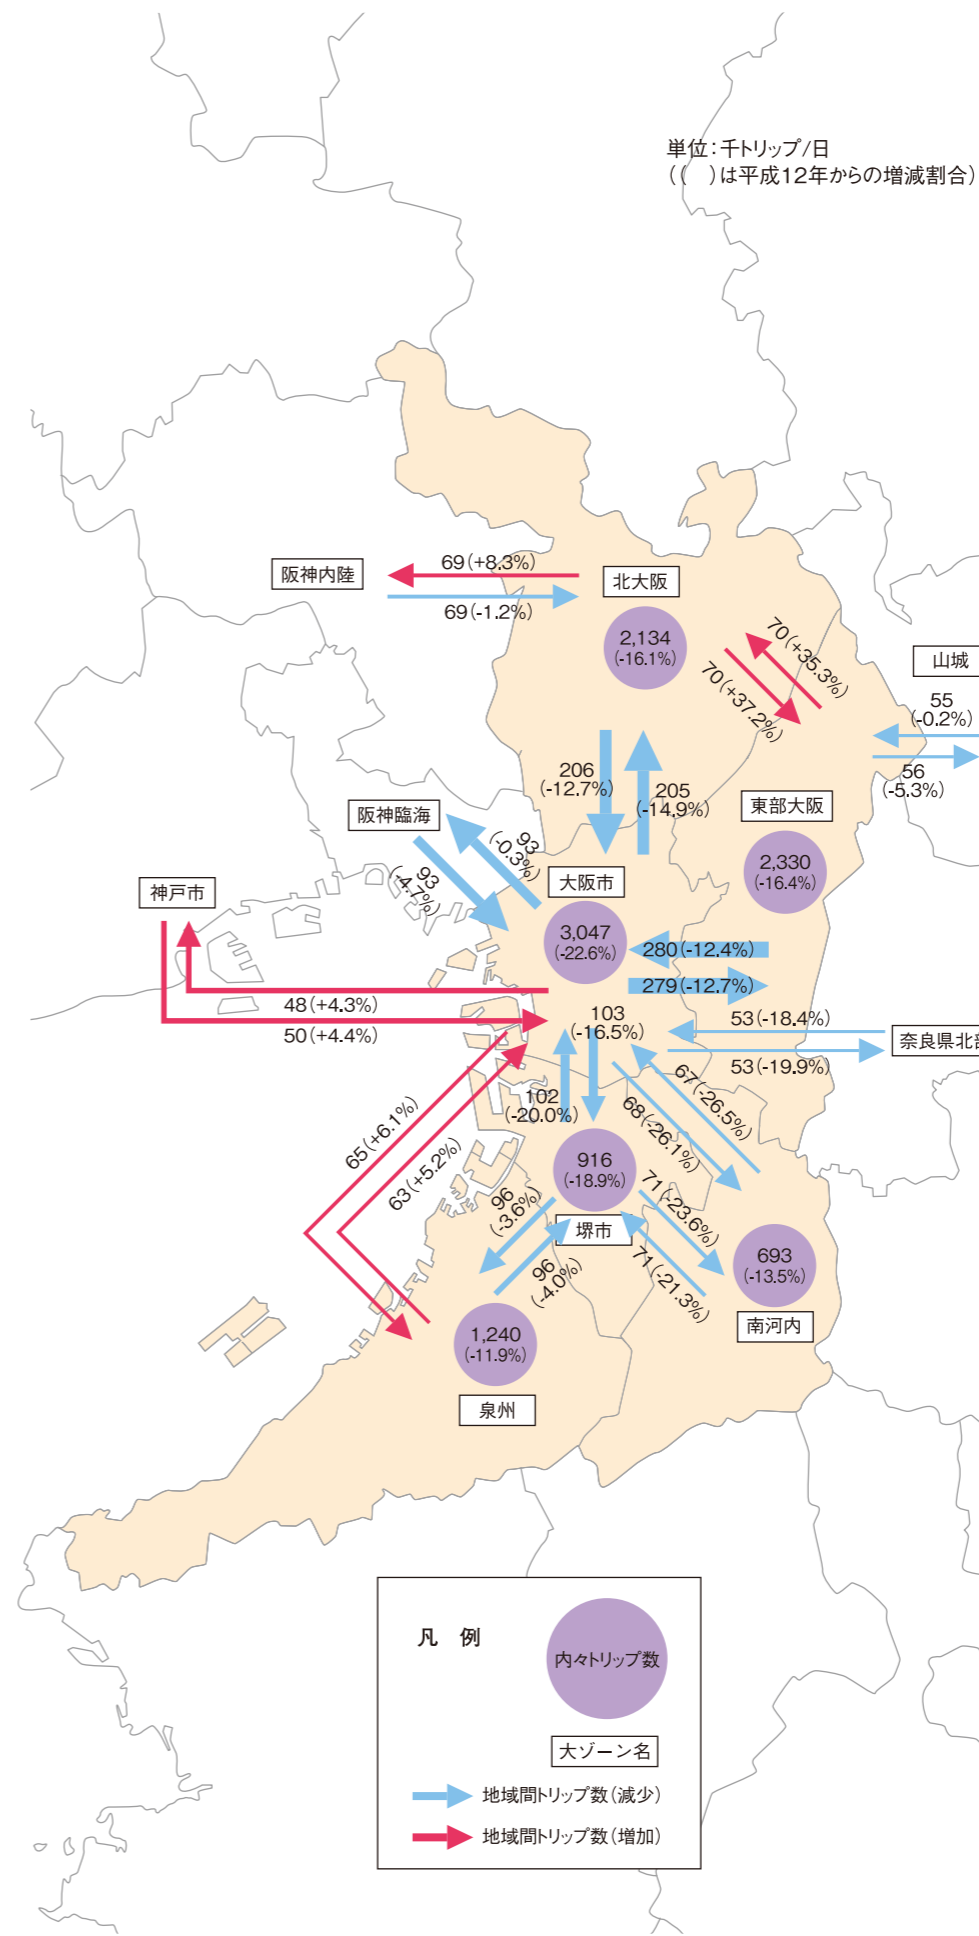 単位：千トリップ/日
(( )は平成12年からの増減割合)
阪神内陸
69(+8.3%)
69(-1.2%)
北大阪
2,134
(-16.1%)
70(+35.3%)
70(+37.2%)
山城
55
(-0.2%)
56
(-5.3%)
206
(-12.7%)
205
(-14.9%)
東部大阪
2,330
(-16.4%)
阪神臨海
93
(-0.3%)
93
(-4.7%)
神戸市
大阪市
3,047
(-22.6%)
280(-12.4%)
279(-12.7%)
48(+4.3%)
50(+4.4%)
103
(-16.5%)
53(-18.4%)
奈良県北部
53(-19.9%)
102
(-20.0%)
67(-26.5%)
68(-26.1%)
65(+6.1%)
63(+5.2%)
916
(-18.9%)
堺市
96
(-3.6%)
96
(-4.0%)
71(-23.6%)
71(-21.3%)
693
(-13.5%)
南河内
1,240
(-11.9%)
泉州
凡 例
内々トリップ数
大ゾーン名
地域間トリップ数(減少)
地域間トリップ数(増加)